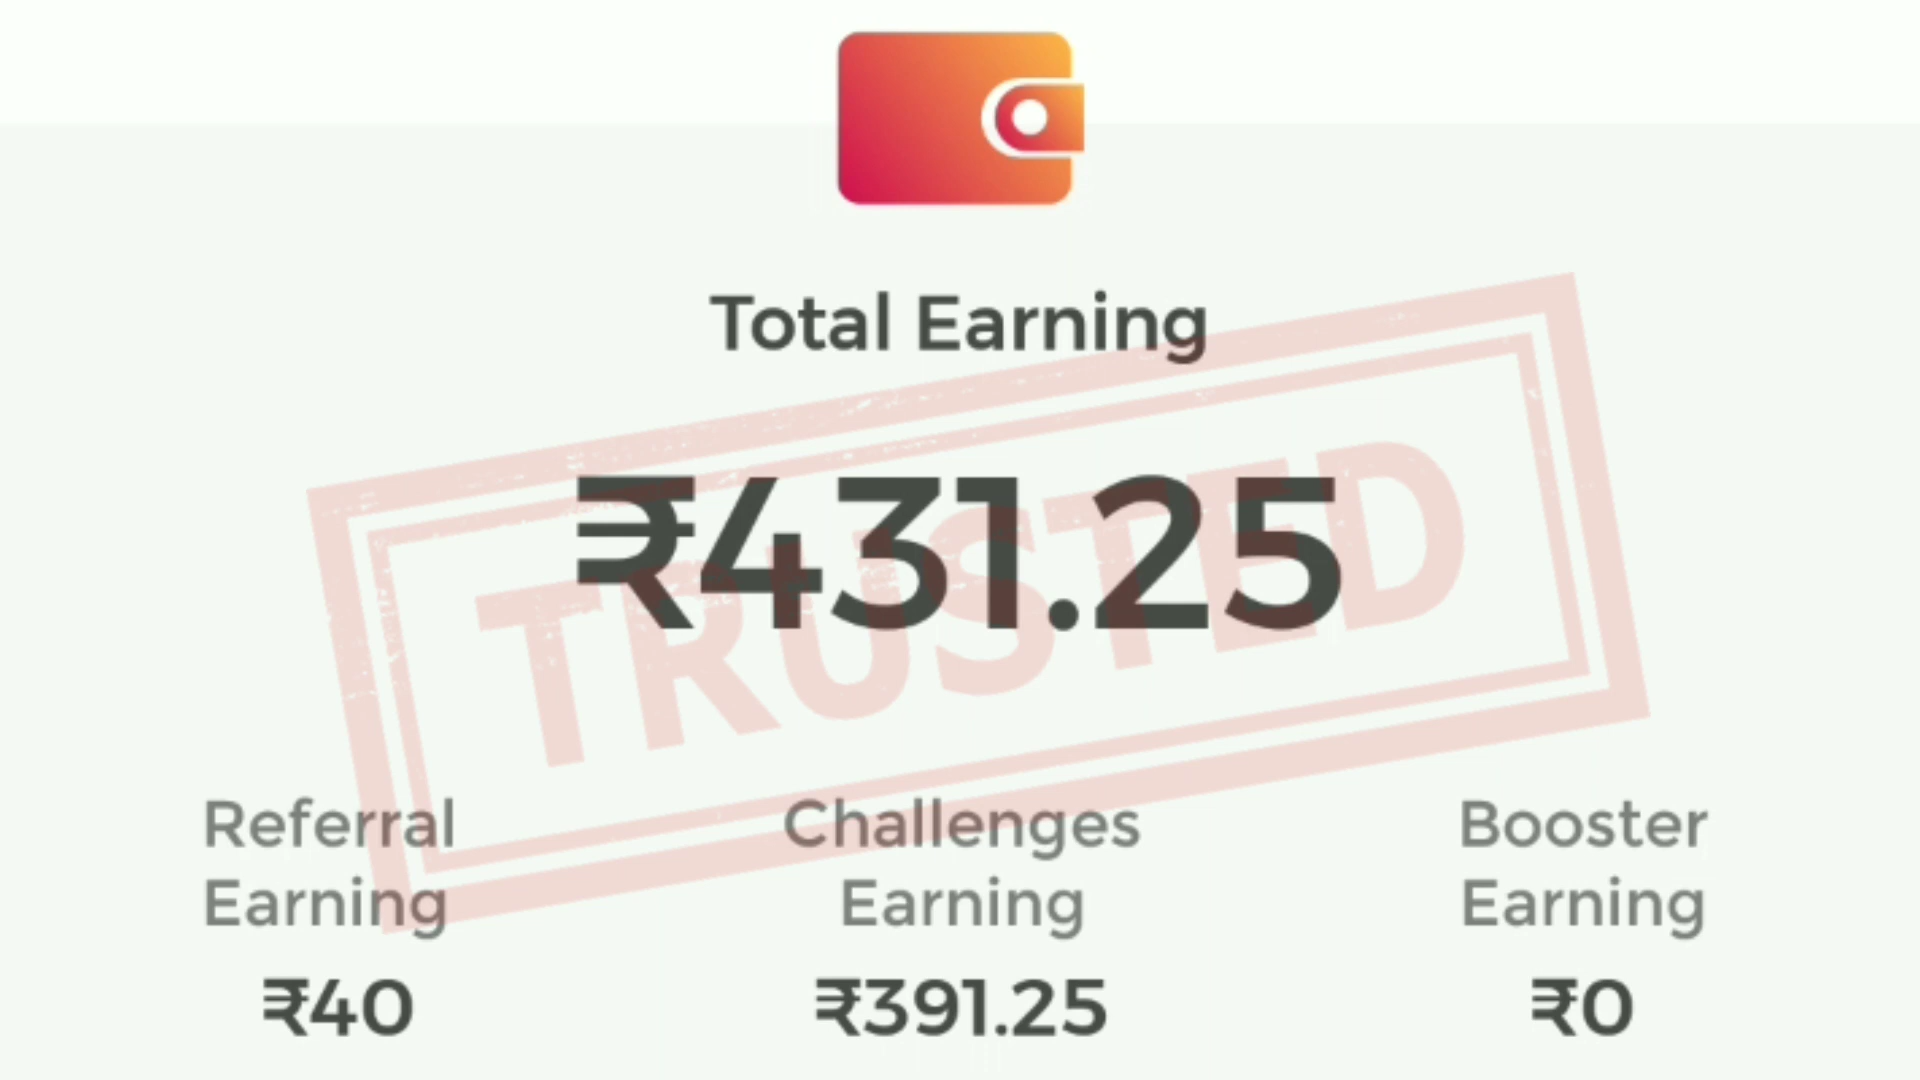 Total Earning
₹431.25
TRUSTED
Referral Earning
₹40
Challenges Earning
₹391.25
Booster Earning
₹0